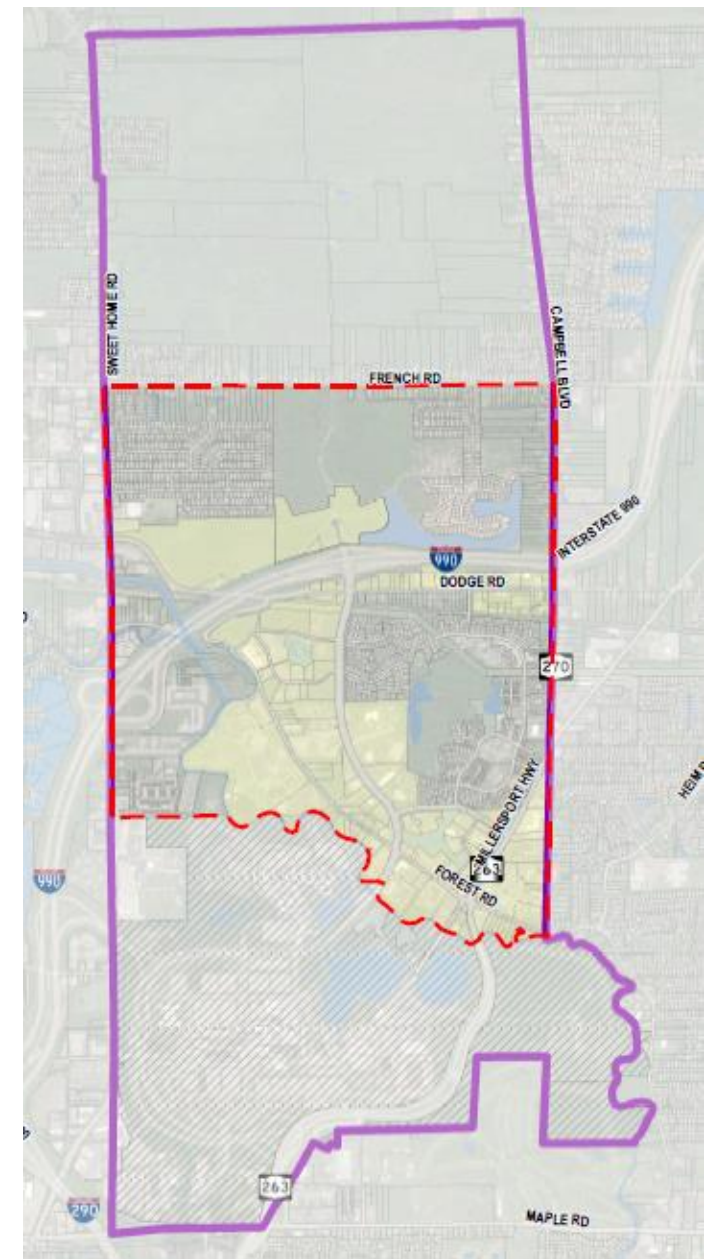 SWEET HOME RD
CAMPBELL BLVD
FRENCH RD
INTERSTATE 990
990
DODGE RD
270
MILLERSPORT HWY
263
FOREST RD
990
263
290
MAPLE RD